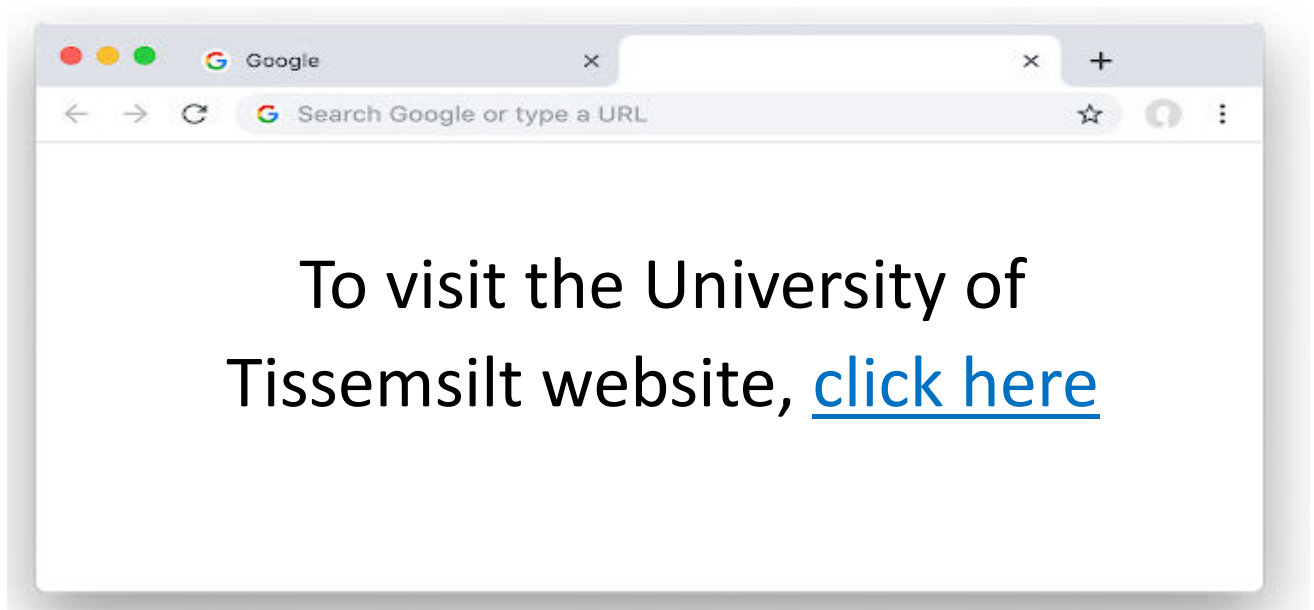 Google
Search Google or type a URL
To visit the University of
Tissemsilt website, click here